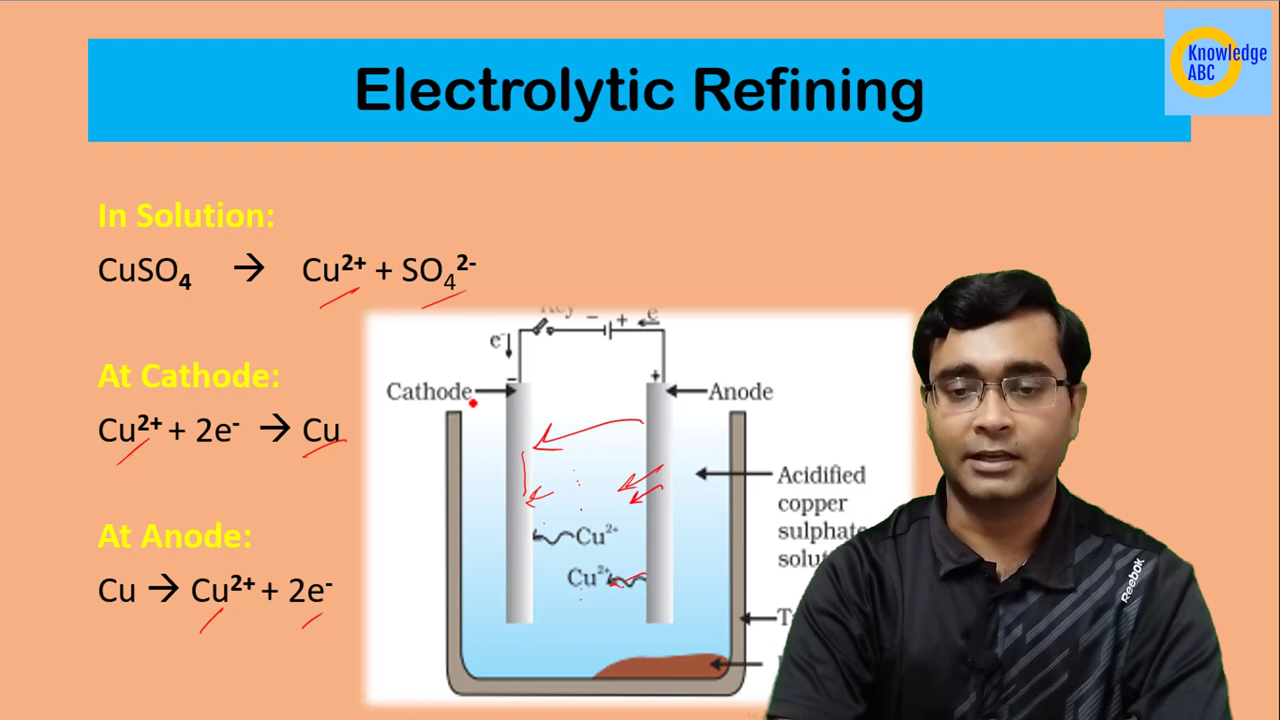 Knowledge
ABC
Electrolytic Refining
In Solution:
CuSO₄ → Cu²⁺ + SO₄²⁻
At Cathode:
Cu²⁺ + 2e⁻ → Cu
At Anode:
Cu → Cu²⁺ + 2e⁻
Key
− +
e⁻
e⁻
− +
Cathode
Anode
Acidified
copper
sulphate
Cu²⁺
Cu²⁺
Reebok